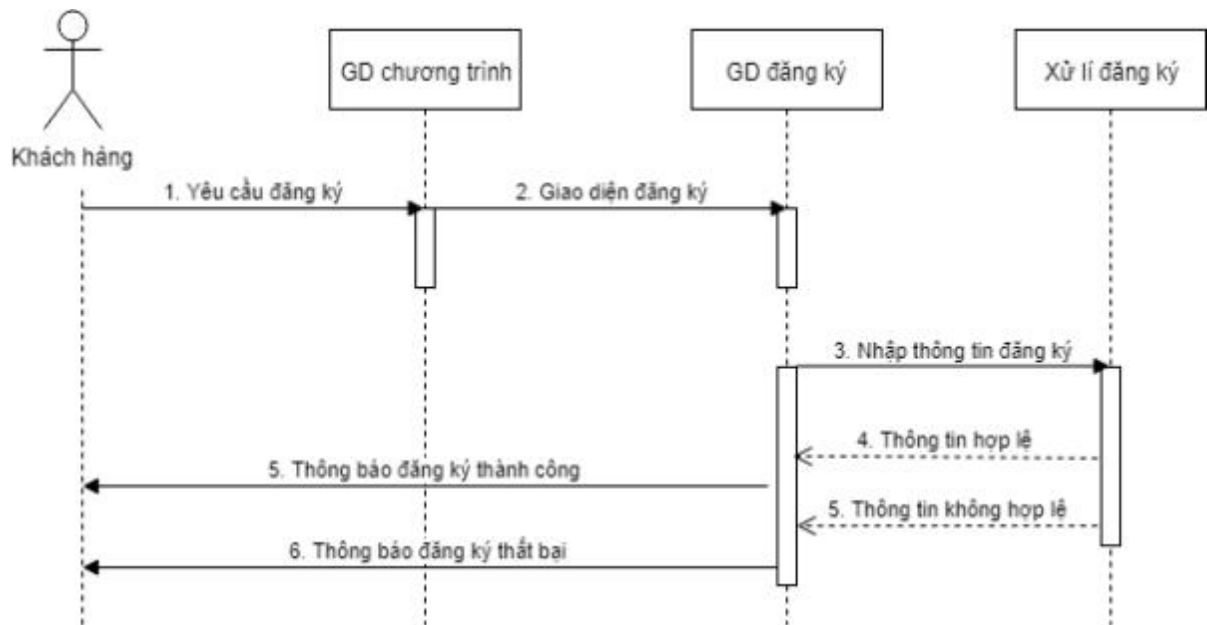 GD chương trình
GD đăng ký
Xử lí đăng ký
Khách hàng
1. Yêu cầu đăng ký
2. Giao diện đăng ký
3. Nhập thông tin đăng ký
4. Thông tin hợp lệ
5. Thông báo đăng ký thành công
5. Thông tin không hợp lệ
6. Thông báo đăng ký thất bại